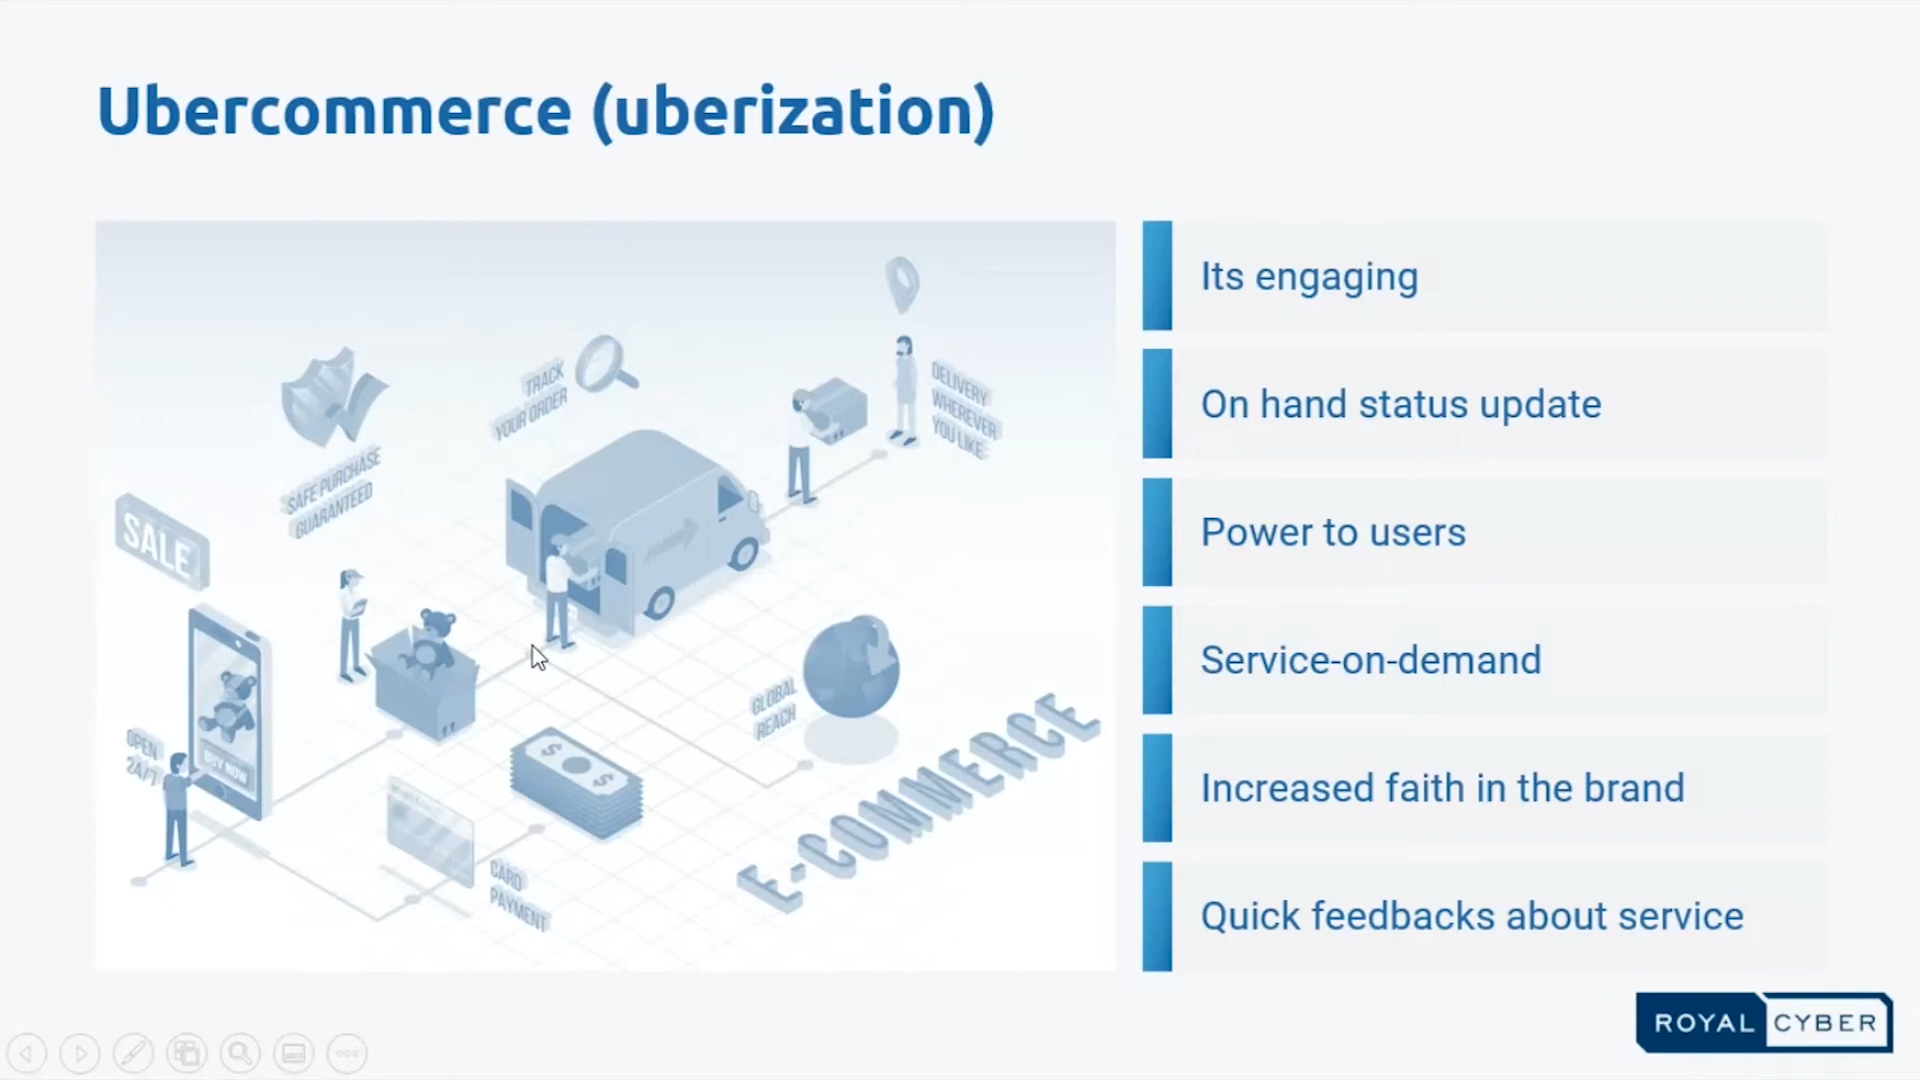 Ubercommerce (uberization)
SALE
OPEN
24/7
BUY NOW
SAFE PURCHASE
GUARANTEED
TRACK
YOUR ORDER
DELIVERY
WHEREVER
YOU LIKE
GLOBAL
REACH
CARD
PAYMENT
$ $
E-COMMERCE
Its engaging
On hand status update
Power to users
Service-on-demand
Increased faith in the brand
Quick feedbacks about service
ROYAL CYBER